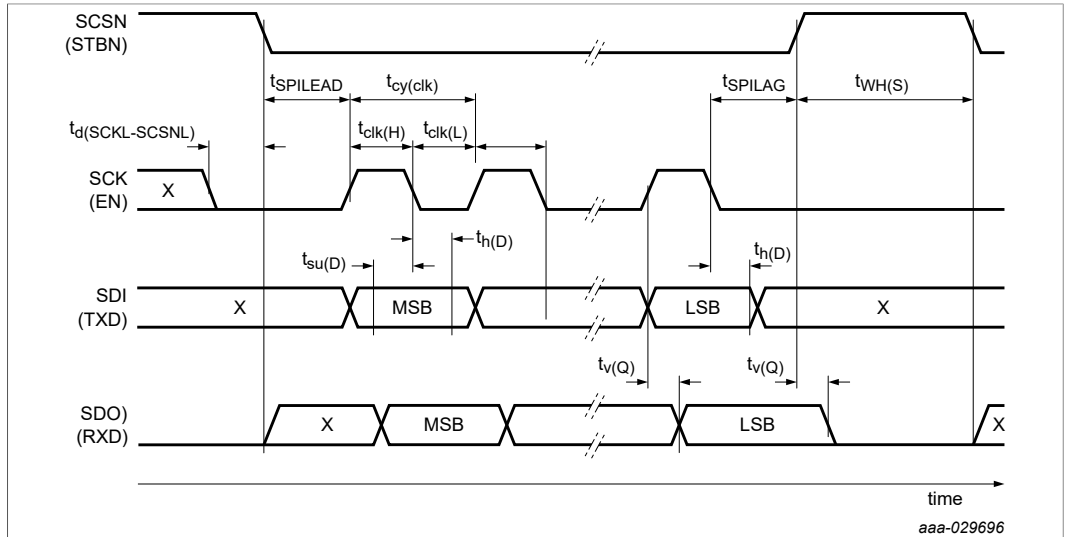 SCSN
(STBN)
tSPILEAD
tcy(clk)
tSPILAG
tWH(S)
td(SCKL-SCSNL)
tclk(H)
tclk(L)
SCK
(EN)
X
th(D)
tsu(D)
th(D)
SDI
(TXD)
X
MSB
LSB
X
tv(Q)
tv(Q)
SDO)
(RXD)
X
MSB
LSB
X
time
aaa-029696